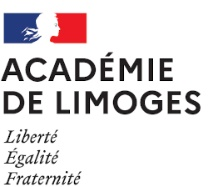 ACADÉMIE
DE LIMOGES
Liberté
Égalité
Fraternité